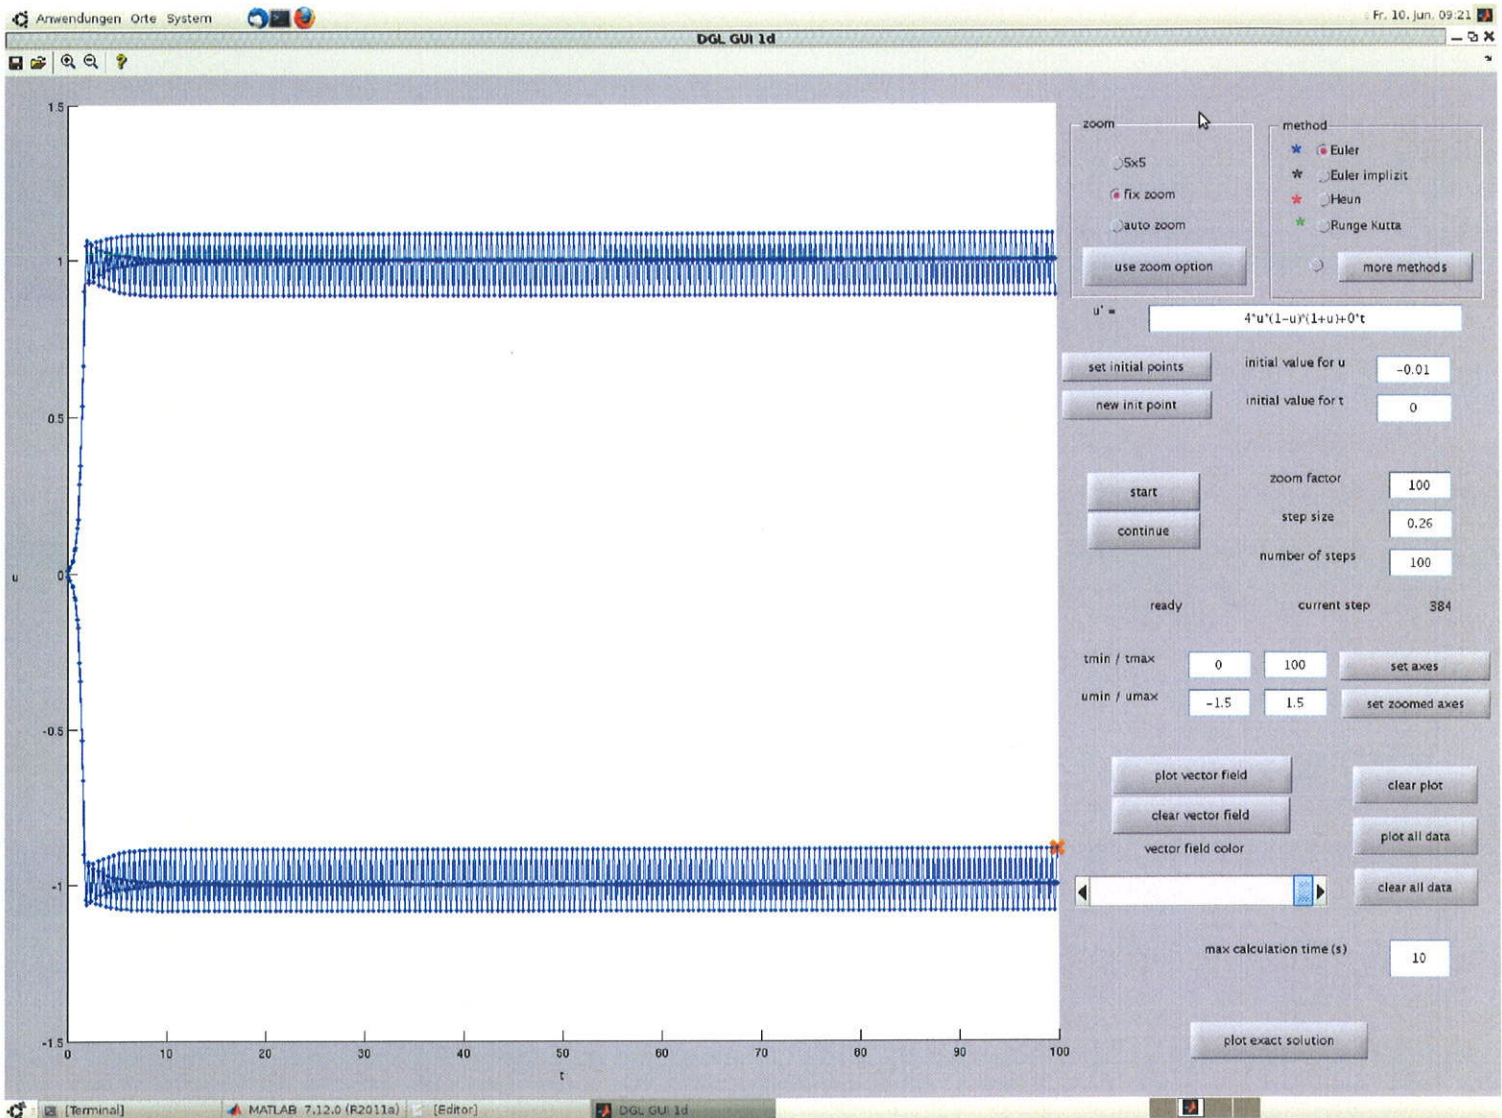 Anwendungen Orte System
Fr. 10. Jun, 09:21
DGL GUI 1d
1.5
1
0.5
0
-0.5
-1
-1.5
u
0 10 20 30 40 50 60 70 80 90 100
t
zoom
5x5
fix zoom
auto zoom
use zoom option
method
* Euler
* Euler implizit
* Heun
* Runge Kutta
more methods
u' = 4*u*(1-u)*(1+u)+0*t
set initial points
initial value for u -0.01
new init point
initial value for t 0
start
continue
zoom factor 100
step size 0.26
number of steps 100
ready
current step 384
tmin / tmax 0 100 set axes
umin / umax -1.5 1.5 set zoomed axes
plot vector field
clear vector field
vector field color
clear plot
plot all data
clear all data
max calculation time (s) 10
plot exact solution
[Terminal]
MATLAB 7.12.0 (R2011a)
[Editor]
DGL GUI 1d